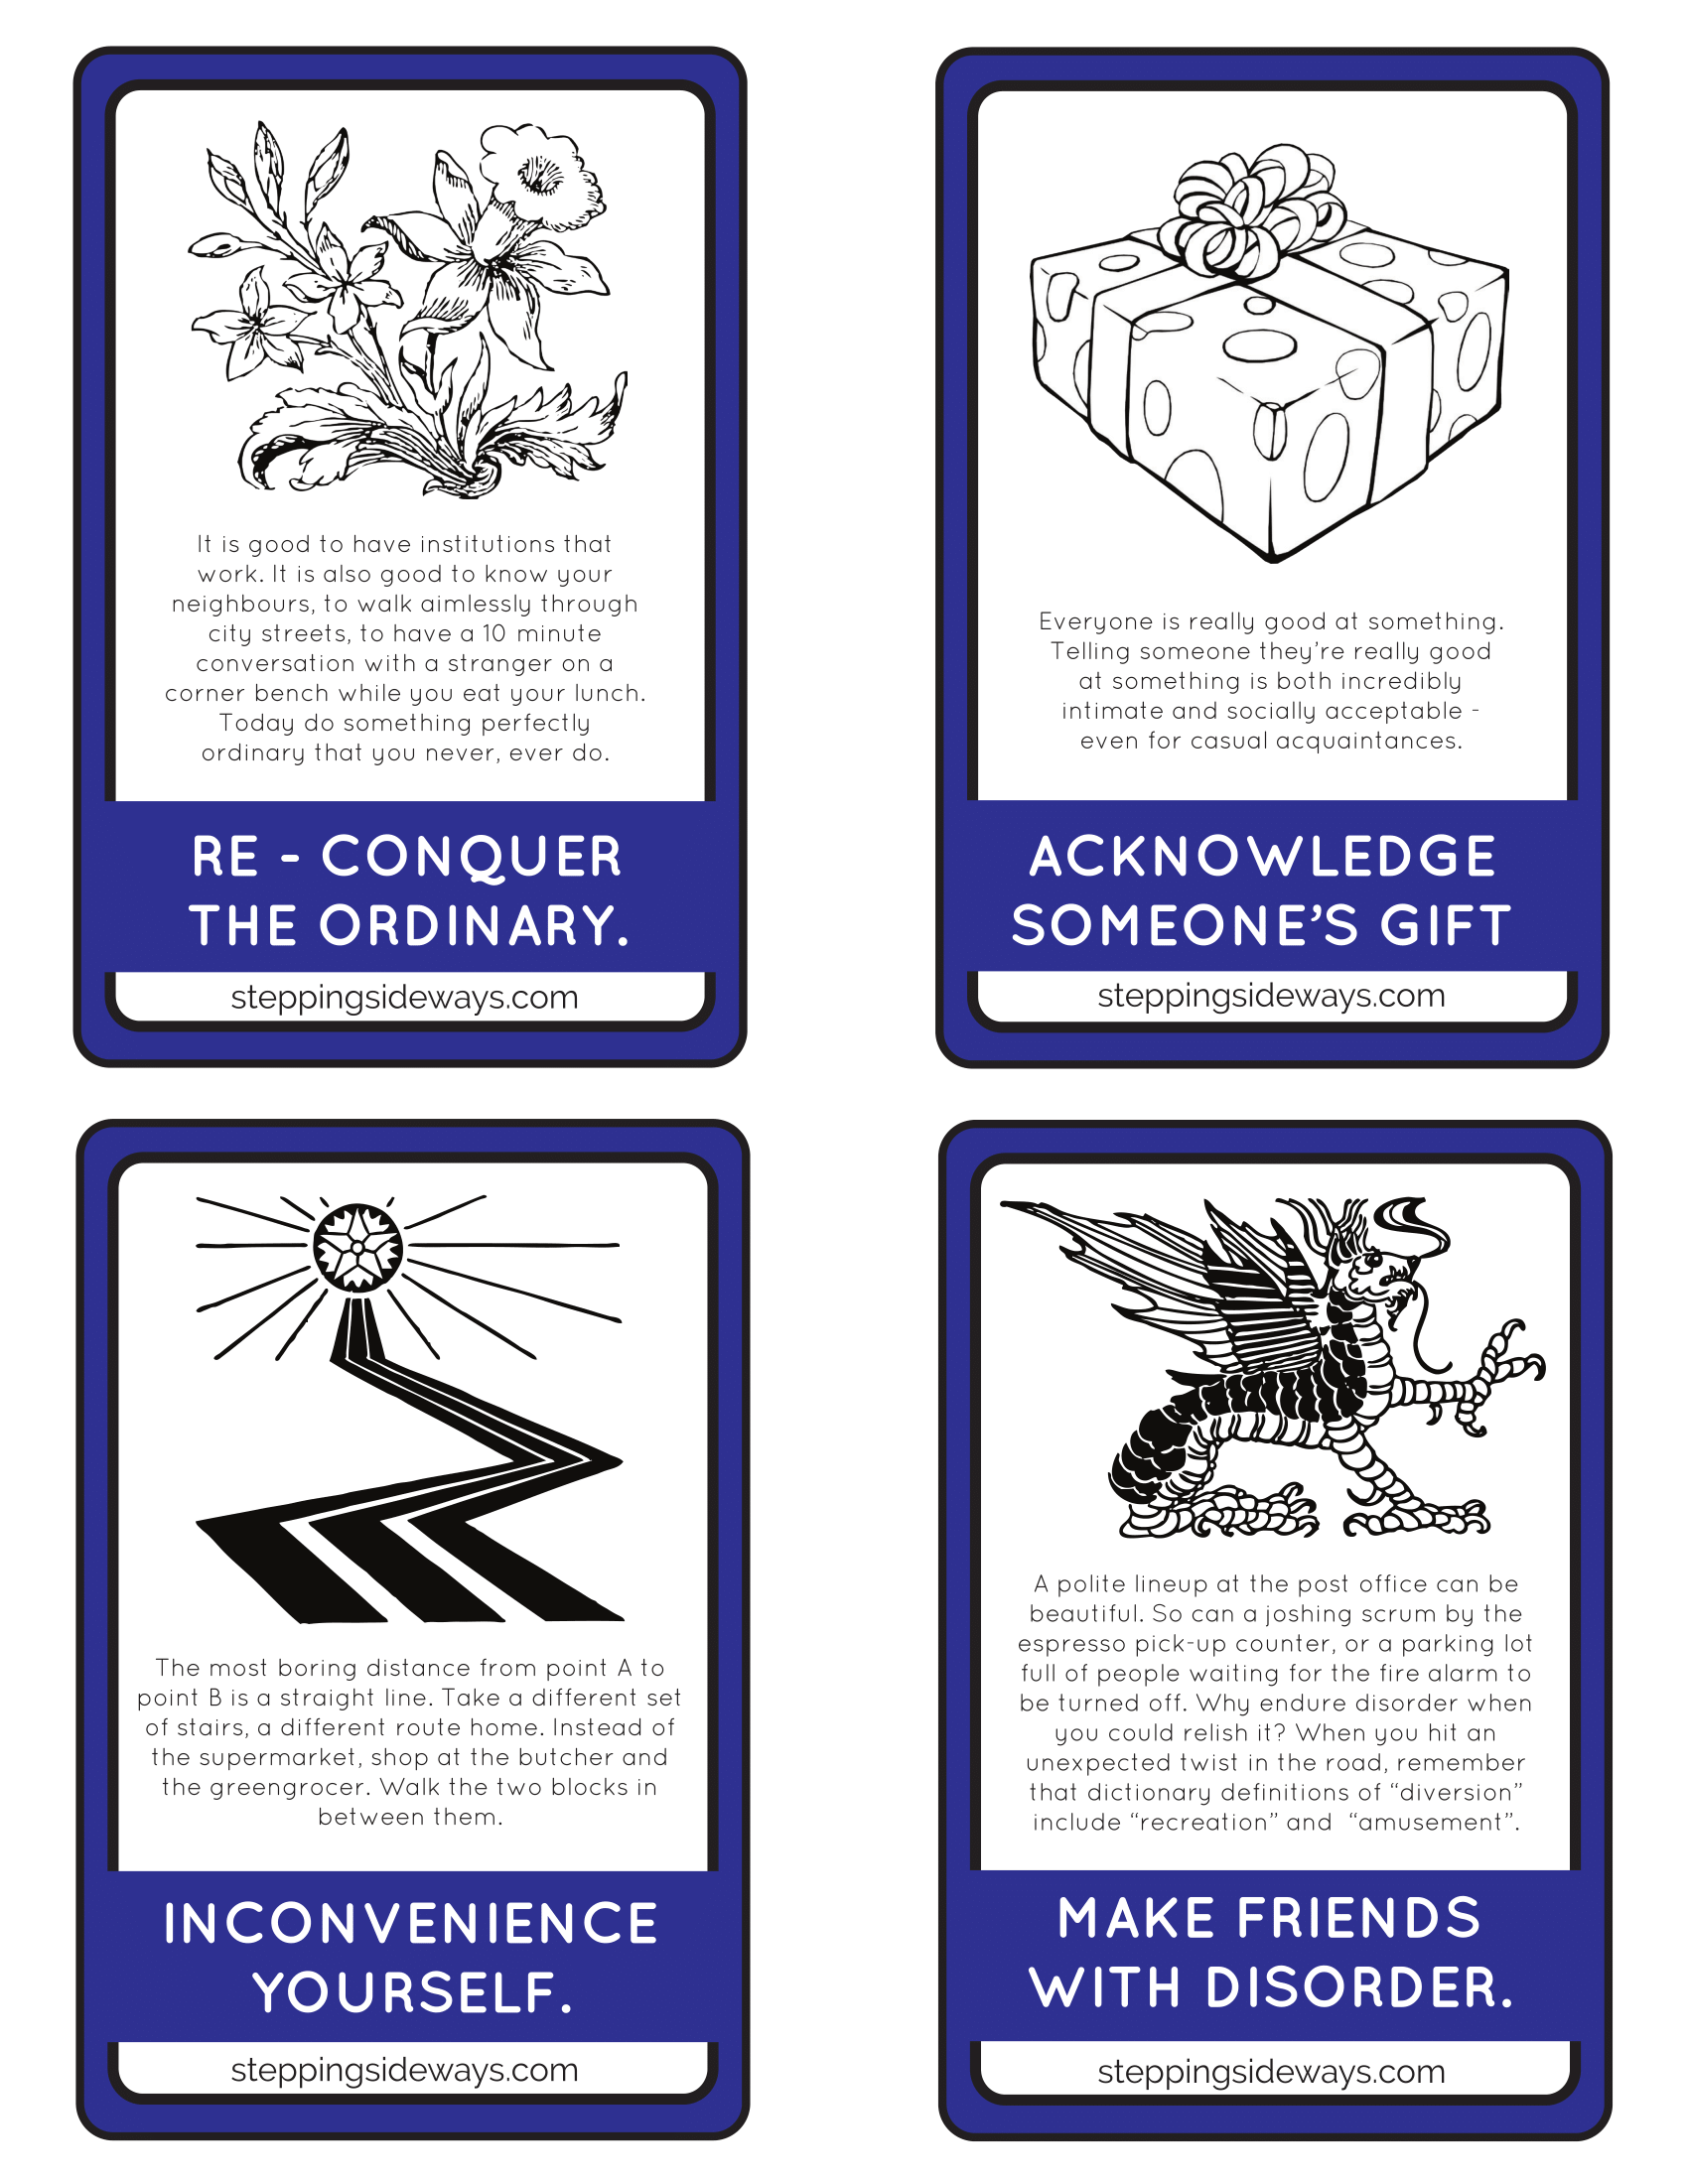 It is good to have institutions that
work. It is also good to know your
neighbours, to walk aimlessly through
city streets, to have a 10 minute
conversation with a stranger on a
corner bench while you eat your lunch.
Today do something perfectly
ordinary that you never, ever do.
RE - CONQUER
THE ORDINARY.
steppingsideways.com
Everyone is really good at something.
Telling someone they’re really good
at something is both incredibly
intimate and socially acceptable -
even for casual acquaintances.
ACKNOWLEDGE
SOMEONE’S GIFT
steppingsideways.com
The most boring distance from point A to
point B is a straight line. Take a different set
of stairs, a different route home. Instead of
the supermarket, shop at the butcher and
the greengrocer. Walk the two blocks in
between them.
INCONVENIENCE
YOURSELF.
steppingsideways.com
A polite lineup at the post office can be
beautiful. So can a joshing scrum by the
espresso pick-up counter, or a parking lot
full of people waiting for the fire alarm to
be turned off. Why endure disorder when
you could relish it? When you hit an
unexpected twist in the road, remember
that dictionary definitions of “diversion”
include “recreation” and “amusement”.
MAKE FRIENDS
WITH DISORDER.
steppingsideways.com